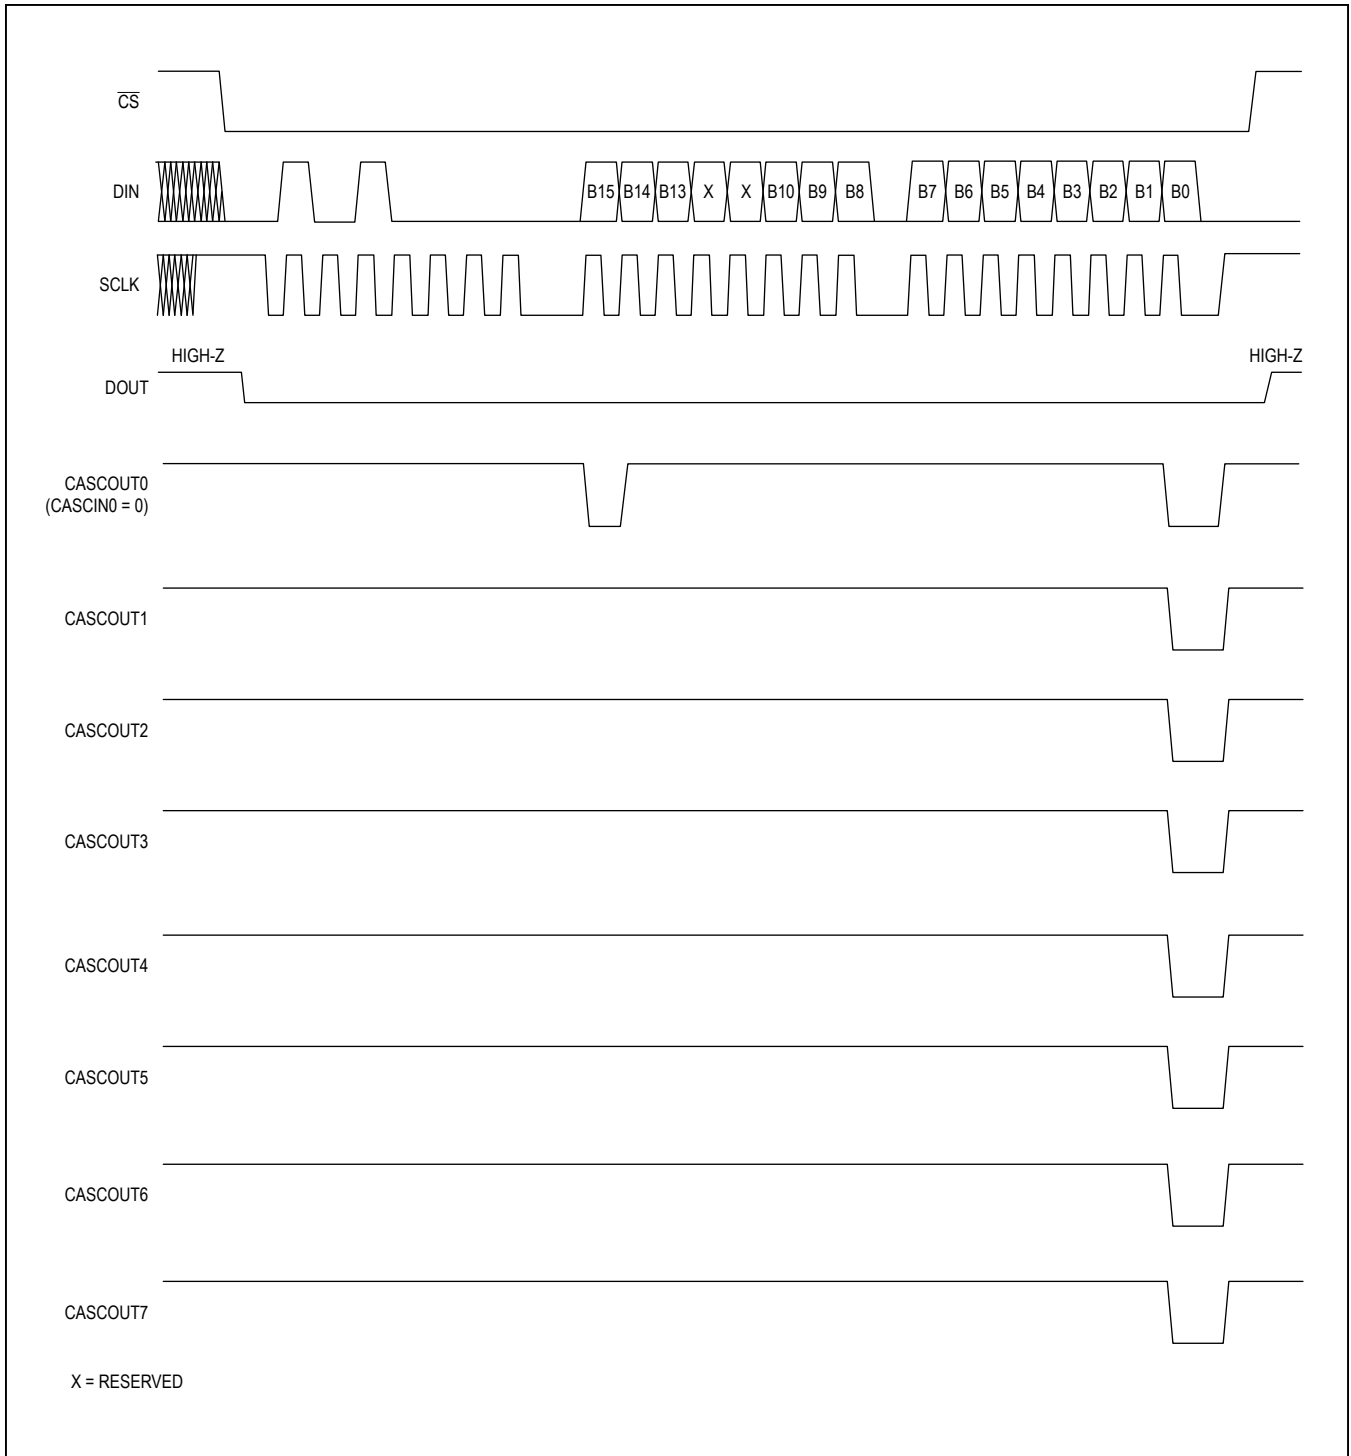 CS
DIN B15 B14 B13 X X B10 B9 B8 B7 B6 B5 B4 B3 B2 B1 B0
SCLK
HIGH-Z HIGH-Z
DOUT
CASCOUT0
(CASCIN0 = 0)
CASCOUT1
CASCOUT2
CASCOUT3
CASCOUT4
CASCOUT5
CASCOUT6
CASCOUT7
X = RESERVED